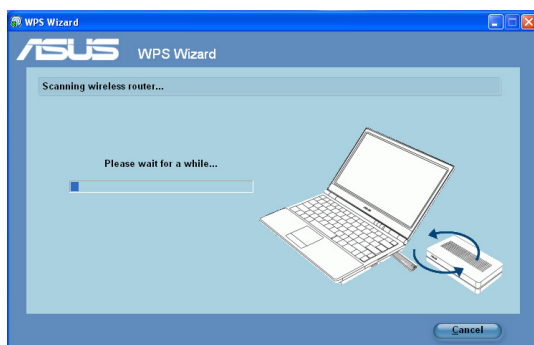 WPS Wizard
ASUS WPS Wizard
Scanning wireless router...
Please wait for a while...
Cancel